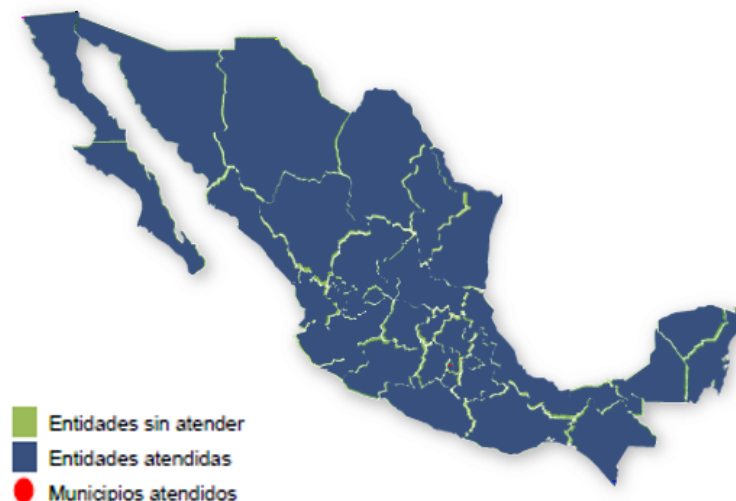 Entidades sin atender
Entidades atendidas
Municipios atendidos